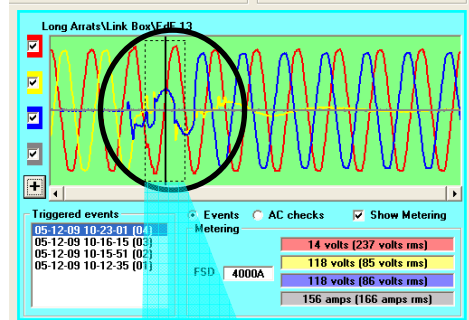 Long Arrats\Link Box\EdF 13
+
Triggered events
05-12-09 10-23-01 (04)
05-12-09 10-16-15 (03)
05-12-09 10-15-51 (02)
05-12-09 10-12-35 (01)
Events AC checks Show Metering
Metering
FSD 4000A
14 volts (237 volts rms)
118 volts (85 volts rms)
118 volts (86 volts rms)
156 amps (166 amps rms)